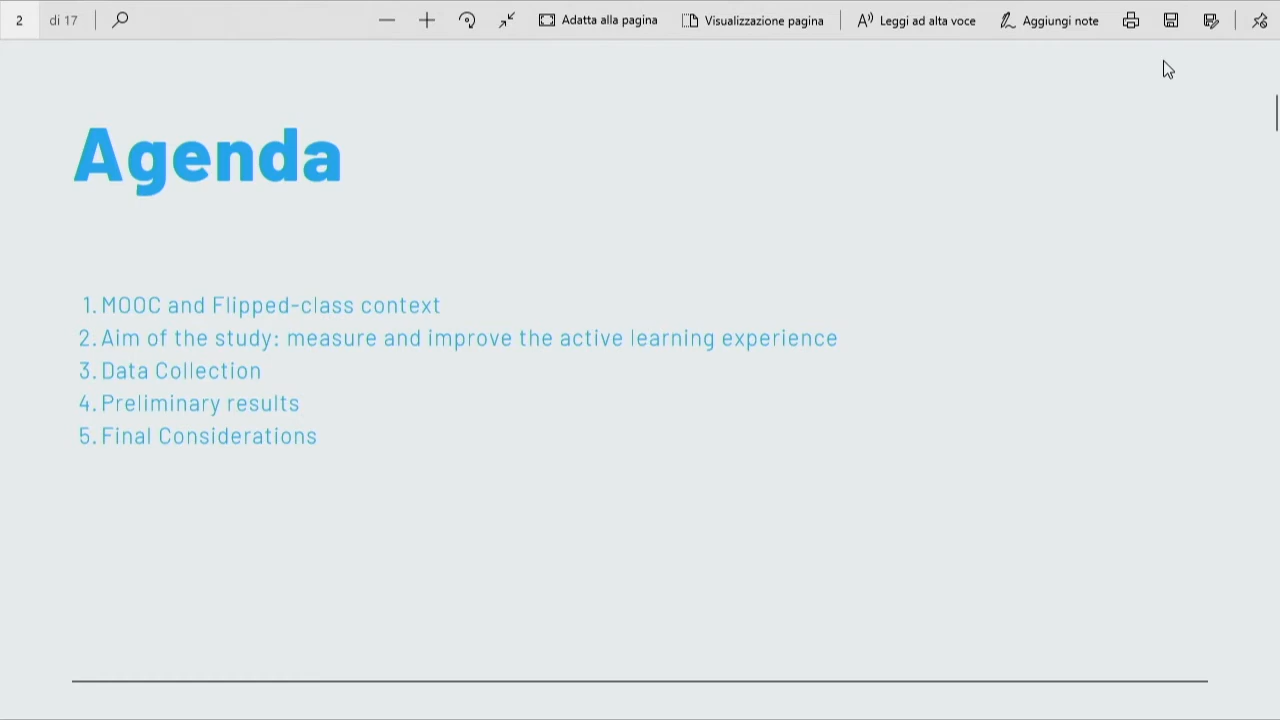 2 di 17 Adatta alla pagina Visualizzazione pagina Leggi ad alta voce Aggiungi note
Agenda
1. MOOC and Flipped-class context
2. Aim of the study: measure and improve the active learning experience
3. Data Collection
4. Preliminary results
5. Final Considerations